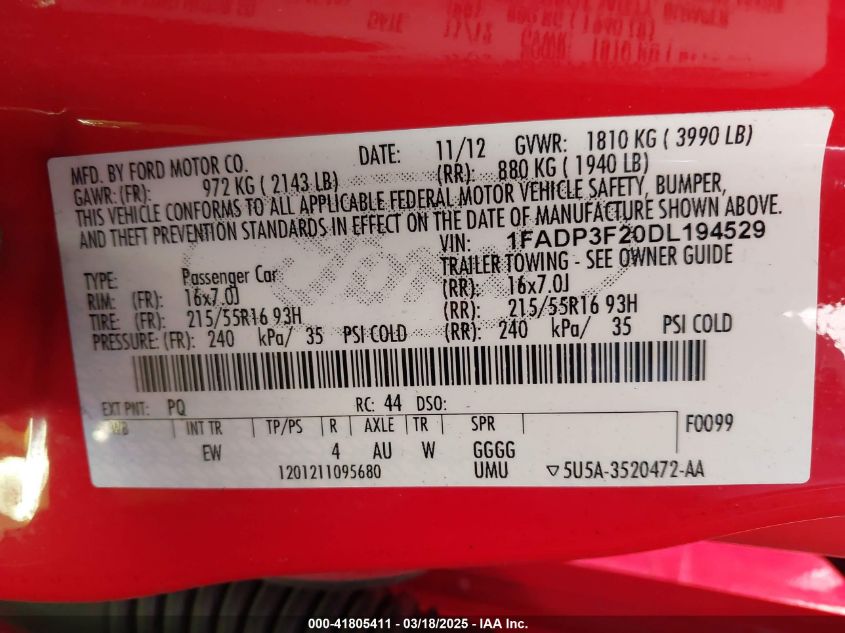 MFD. BY FORD MOTOR CO. DATE: 11/12 GVWR: 1810 KG ( 3990 LB)
GAWR: (FR): 972 KG ( 2143 LB) (RR): 880 KG ( 1940 LB)
THIS VEHICLE CONFORMS TO ALL APPLICABLE FEDERAL MOTOR VEHICLE SAFETY, BUMPER,
AND THEFT PREVENTION STANDARDS IN EFFECT ON THE DATE OF MANUFACTURE SHOWN ABOVE.
VIN: 1FADP3F20DL194529
TYPE: Passenger Car TRAILER TOWING - SEE OWNER GUIDE
RIM: (FR): 16x7.0J (RR): 16x7.0J
TIRE: (FR): 215/55R16 93H (RR): 215/55R16 93H
PRESSURE: (FR): 240 kPa/ 35 PSI COLD (RR): 240 kPa/ 35 PSI COLD
EXT PNT: PQ RC: 44 DSO:
WB INT TR TP/PS R AXLE TR SPR F0099
EW 4 AU W GGGG
1201211095680 UMU ▽5U5A-3520472-AA
000-41805411 - 03/18/2025 - IAAI, Inc.